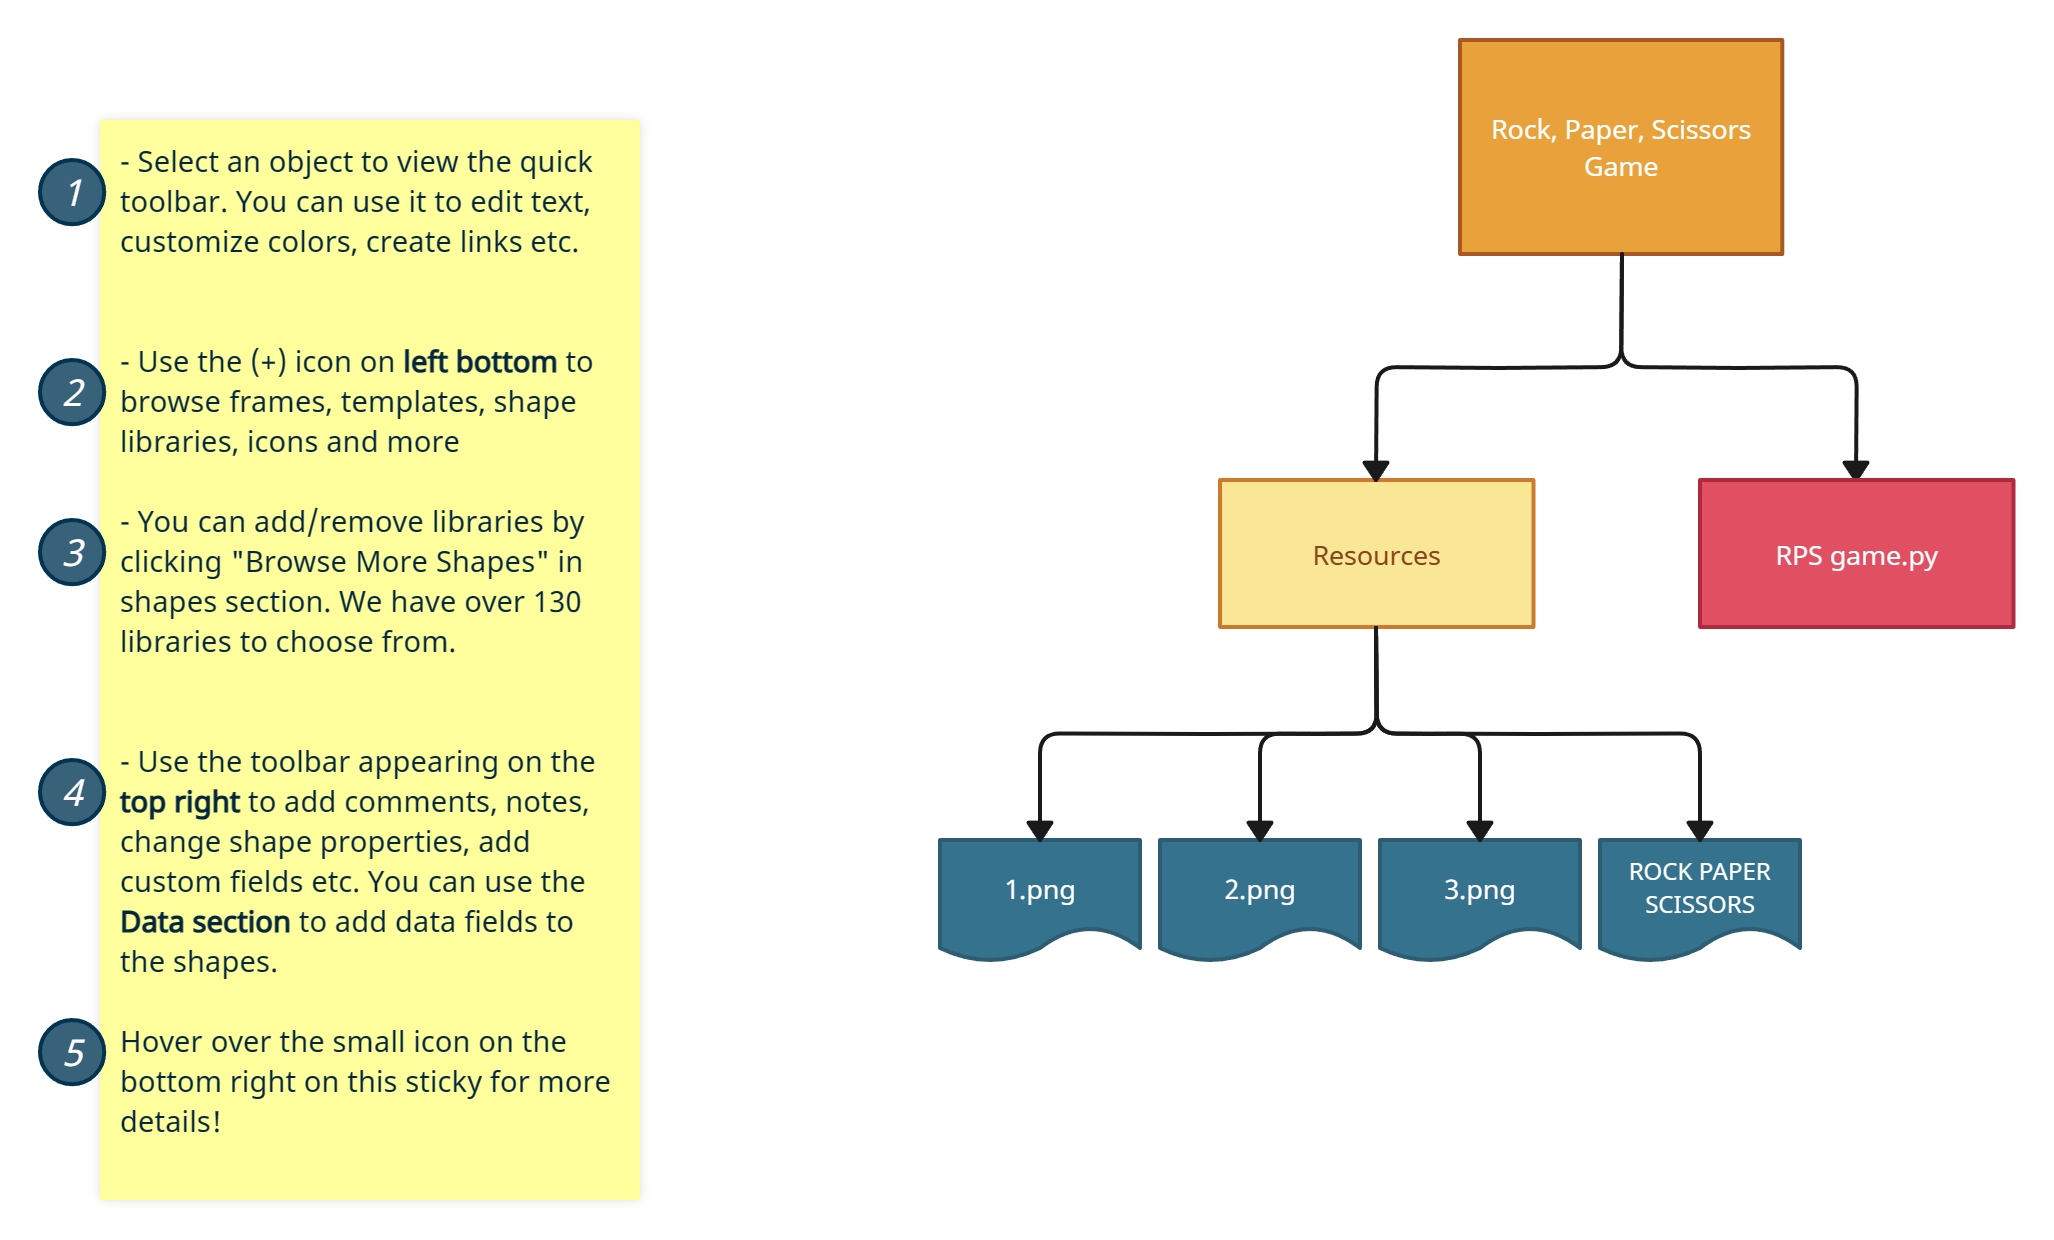 1
- Select an object to view the quick
toolbar. You can use it to edit text,
customize colors, create links etc.
2
- Use the (+) icon on left bottom to
browse frames, templates, shape
libraries, icons and more
3
- You can add/remove libraries by
clicking "Browse More Shapes" in
shapes section. We have over 130
libraries to choose from.
4
- Use the toolbar appearing on the
top right to add comments, notes,
change shape properties, add
custom fields etc. You can use the
Data section to add data fields to
the shapes.
5
Hover over the small icon on the
bottom right on this sticky for more
details!
Rock, Paper, Scissors
Game
Resources
RPS game.py
1.png
2.png
3.png
ROCK PAPER
SCISSORS